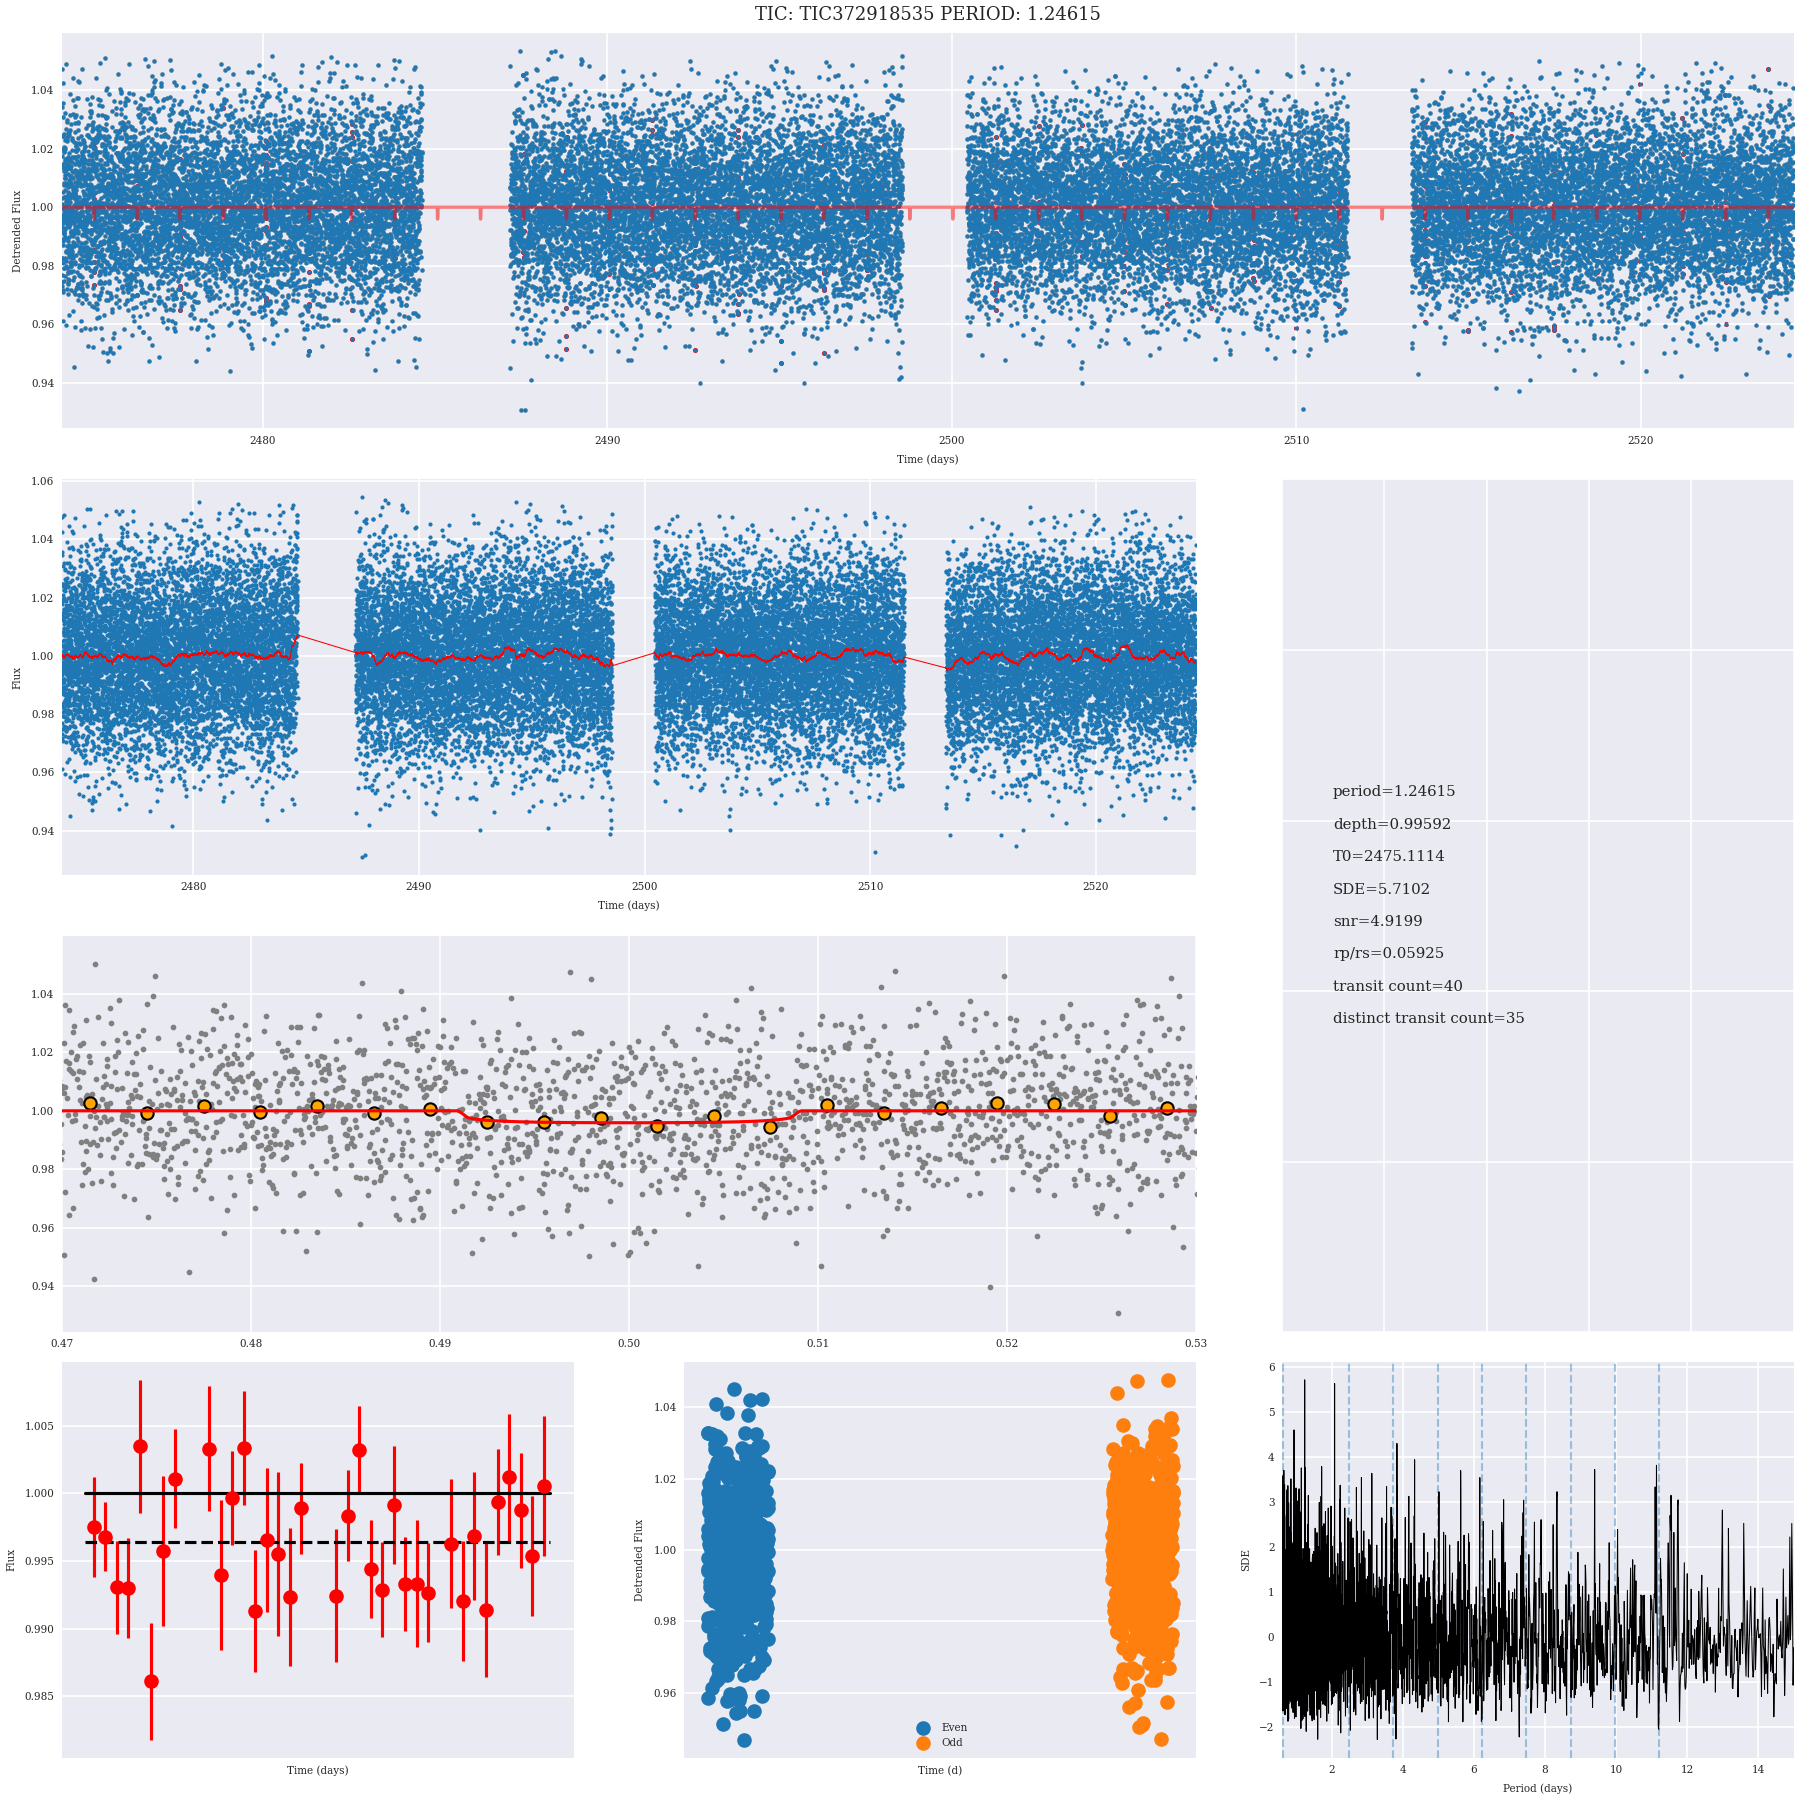 TIC: TIC372918535 PERIOD: 1.24615
1.04
1.02
1.00
0.98
0.96
0.94
Detrended Flux
2480
2490
2500
2510
2520
Time (days)
1.06
1.04
1.02
1.00
0.98
0.96
0.94
Flux
2480
2490
2500
2510
2520
Time (days)
period=1.24615
depth=0.99592
T0=2475.1114
SDE=5.7102
snr=4.9199
rp/rs=0.05925
transit count=40
distinct transit count=35
1.04
1.02
1.00
0.98
0.96
0.94
0.47
0.48
0.49
0.50
0.51
0.52
0.53
1.005
1.000
0.995
0.990
0.985
Flux
Time (days)
1.04
1.02
1.00
0.98
0.96
Detrended Flux
Even
Odd
Time (d)
6
5
4
3
2
1
0
−1
−2
SDE
2
4
6
8
10
12
14
Period (days)